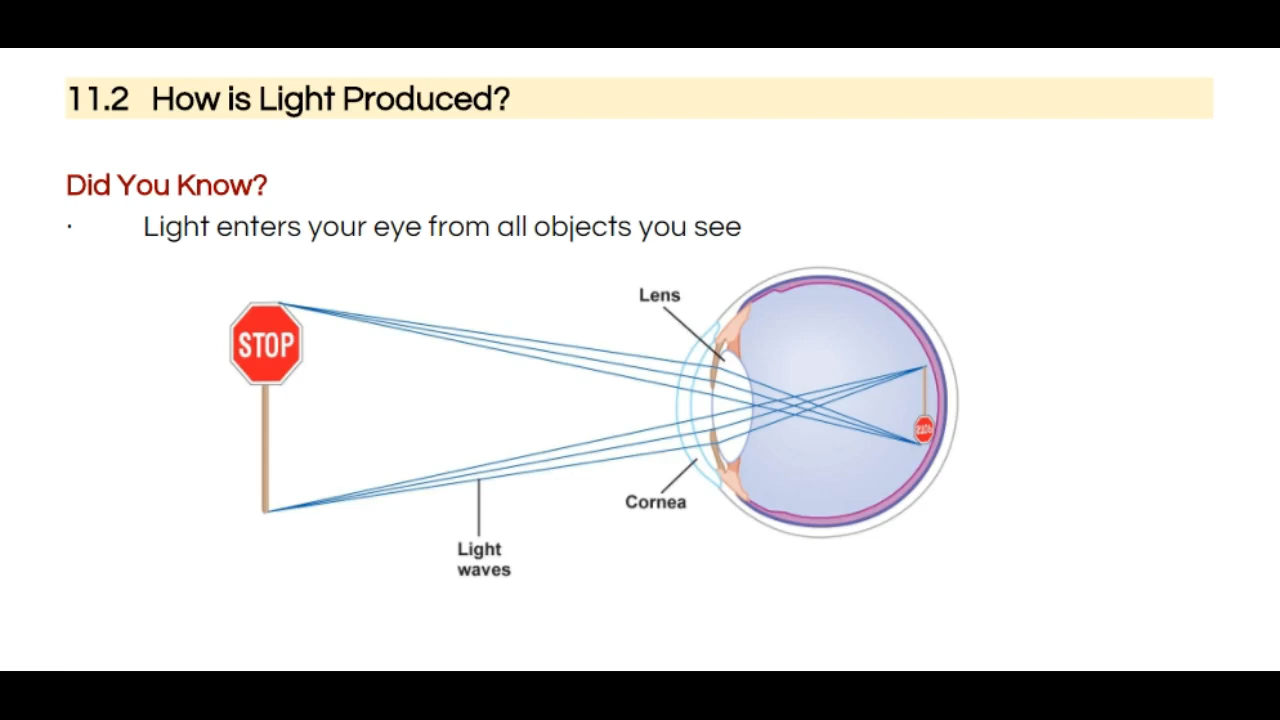 11.2 How is Light Produced?
Did You Know?
· Light enters your eye from all objects you see
Lens
STOP
STOP
Cornea
Light
waves